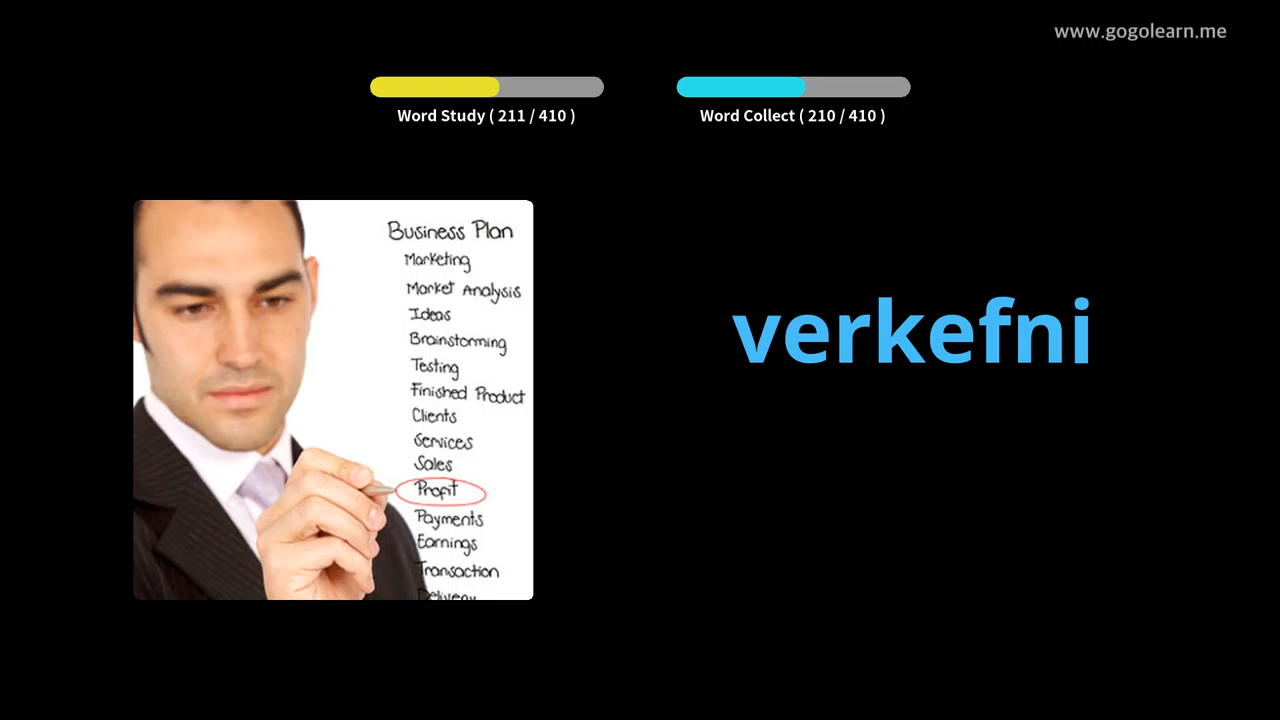 www.gogolearn.me
Word Study ( 211 / 410 )
Word Collect ( 210 / 410 )
Business Plan
Marketing
Market Analysis
Ideas
Brainstorming
Testing
Finished Product
Clients
Services
Sales
Profit
Payments
Earnings
Transaction
Delivery
verkefni